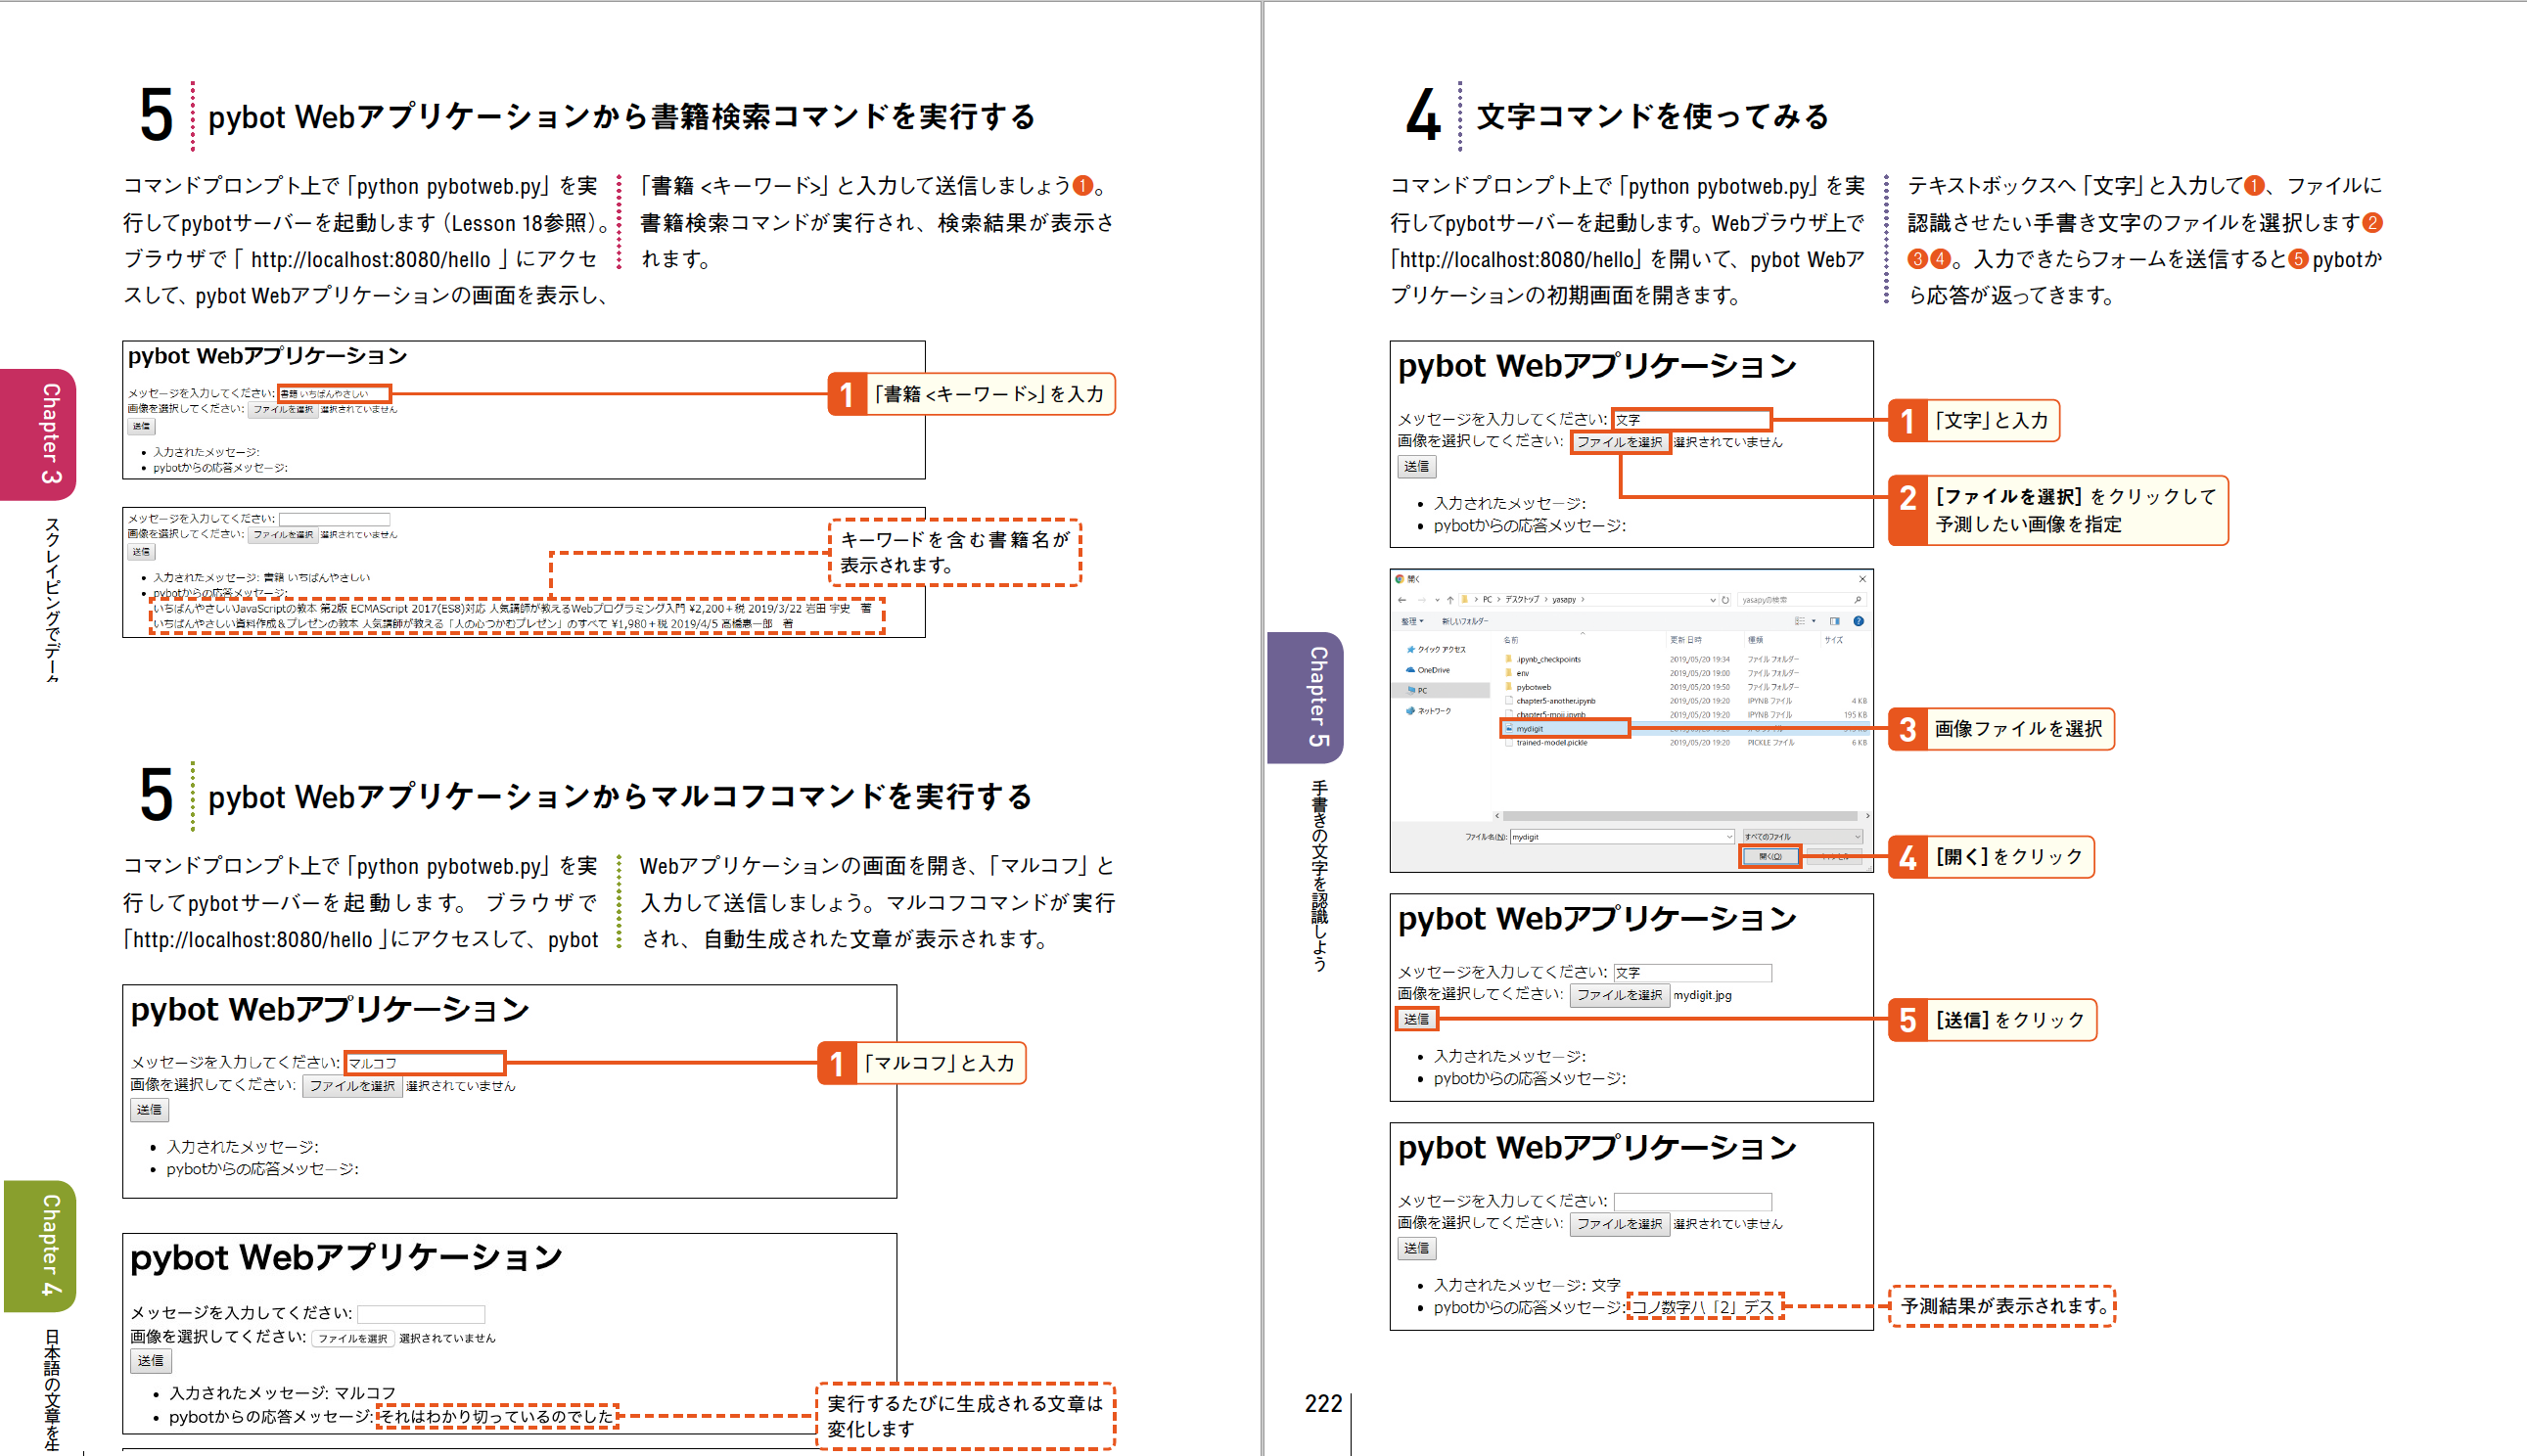 5 pybot Webアプリケーションから書籍検索コマンドを実行する
コマンドプロンプト上で「python pybotweb.py」を実
行してpybotサーバーを起動します（Lesson 18参照）。
ブラウザで「 http://localhost:8080/hello 」にアクセ
スして、pybot Webアプリケーションの画面を表示し、
「書籍 <キーワード>」と入力して送信しましょう❶。
書籍検索コマンドが実行され、検索結果が表示さ
れます。
pybot Webアプリケーション
メッセージを入力してください: 書籍 いちばんやさしい
画像を選択してください: ファイルを選択 選択されていません
送信
• 入力されたメッセージ:
• pybotからの応答メッセージ:
1 「書籍 <キーワード>」を入力
メッセージを入力してください:
画像を選択してください: ファイルを選択 選択されていません
送信
• 入力されたメッセージ: 書籍 いちばんやさしい
• pybotからの応答メッセージ:
いちばんやさしいJavaScriptの教本 第2版 ECMAScript 2017(ES8)対応 人気講師が教えるWebプログラミング入門 ¥2,200＋税 2019/3/22 岩田 宇史 著
いちばんやさしい資料作成＆プレゼンの教本 人気講師が教える「人の心つかむプレゼン」のすべて ¥1,980＋税 2019/4/5 髙橋惠一郎 著
キーワードを含む書籍名が
表示されます。
Chapter 3
スクレイピングでデータ
5 pybot Webアプリケーションからマルコフコマンドを実行する
コマンドプロンプト上で「python pybotweb.py」を実
行してpybotサーバーを起動します。 ブラウザで
「http://localhost:8080/hello 」にアクセスして、pybot
Webアプリケーションの画面を開き、「マルコフ」と
入力して送信しましょう。マルコフコマンドが実行
され、自動生成された文章が表示されます。
pybot Webアプリケーション
メッセージを入力してください: マルコフ
画像を選択してください: ファイルを選択 選択されていません
送信
• 入力されたメッセージ:
• pybotからの応答メッセージ:
1 「マルコフ」と入力
pybot Webアプリケーション
メッセージを入力してください:
画像を選択してください: ファイルを選択 選択されていません
送信
• 入力されたメッセージ: マルコフ
• pybotからの応答メッセージ: それはわかり切っているのでした
実行するたびに生成される文章は
変化します
Chapter 4
日本語の文章を生
4 文字コマンドを使ってみる
コマンドプロンプト上で「python pybotweb.py」を実
行してpybotサーバーを起動します。Webブラウザ上で
「http://localhost:8080/hello」を開いて、pybot Webア
プリケーションの初期画面を開きます。
テキストボックスへ「文字」と入力して❶、ファイルに
認識させたい手書き文字のファイルを選択します❷
❸❹。入力できたらフォームを送信すると❺pybotか
ら応答が返ってきます。
pybot Webアプリケーション
メッセージを入力してください: 文字
画像を選択してください: ファイルを選択 選択されていません
送信
• 入力されたメッセージ:
• pybotからの応答メッセージ:
1 「文字」と入力
2 ［ファイルを選択］をクリックして
予測したい画像を指定
開く
PC > デスクトップ > yasapy >
yasapyの検索
整理 新しいフォルダー
名前 更新日時 種類 サイズ
クイック アクセス
OneDrive
PC
ネットワーク
.ipynb_checkpoints 2019/05/20 19:34 ファイル フォルダー
env 2019/05/20 19:00 ファイル フォルダー
pybotweb 2019/05/20 19:50 ファイル フォルダー
chapter5-another.ipynb 2019/05/20 19:20 IPYNB ファイル 4 KB
chapter5-moji.ipynb 2019/05/20 19:20 IPYNB ファイル 195 KB
mydigit
trained-model.pickle 2019/05/20 19:20 PICKLE ファイル 6 KB
ファイル名(N): mydigit すべてのファイル
開く(O)
3 画像ファイルを選択
4 ［開く］をクリック
pybot Webアプリケーション
メッセージを入力してください: 文字
画像を選択してください: ファイルを選択 mydigit.jpg
送信
• 入力されたメッセージ:
• pybotからの応答メッセージ:
5 ［送信］をクリック
pybot Webアプリケーション
メッセージを入力してください:
画像を選択してください: ファイルを選択 選択されていません
送信
• 入力されたメッセージ: 文字
• pybotからの応答メッセージ: コノ数字ハ「2」デス
予測結果が表示されます。
Chapter 5
手書きの文字を認識しよう
222